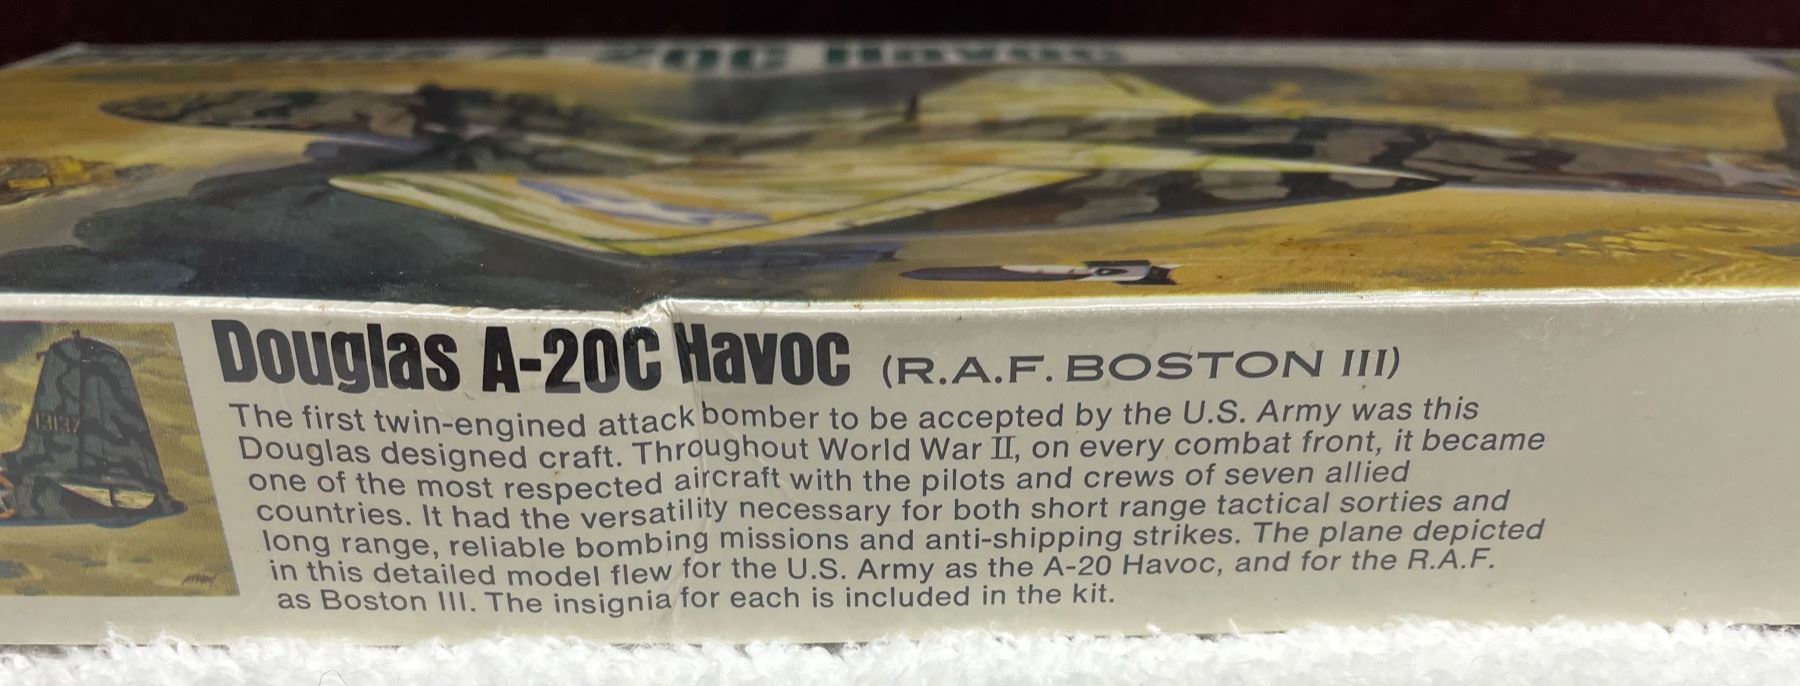 20C Havoc
Douglas A-20C Havoc (R.A.F. BOSTON III)
The first twin-engined attack bomber to be accepted by the U.S. Army was this
Douglas designed craft. Throughout World War II, on every combat front, it became
one of the most respected aircraft with the pilots and crews of seven allied
countries. It had the versatility necessary for both short range tactical sorties and
long range, reliable bombing missions and anti-shipping strikes. The plane depicted
in this detailed model flew for the U.S. Army as the A-20 Havoc, and for the R.A.F.
as Boston III. The insignia for each is included in the kit.